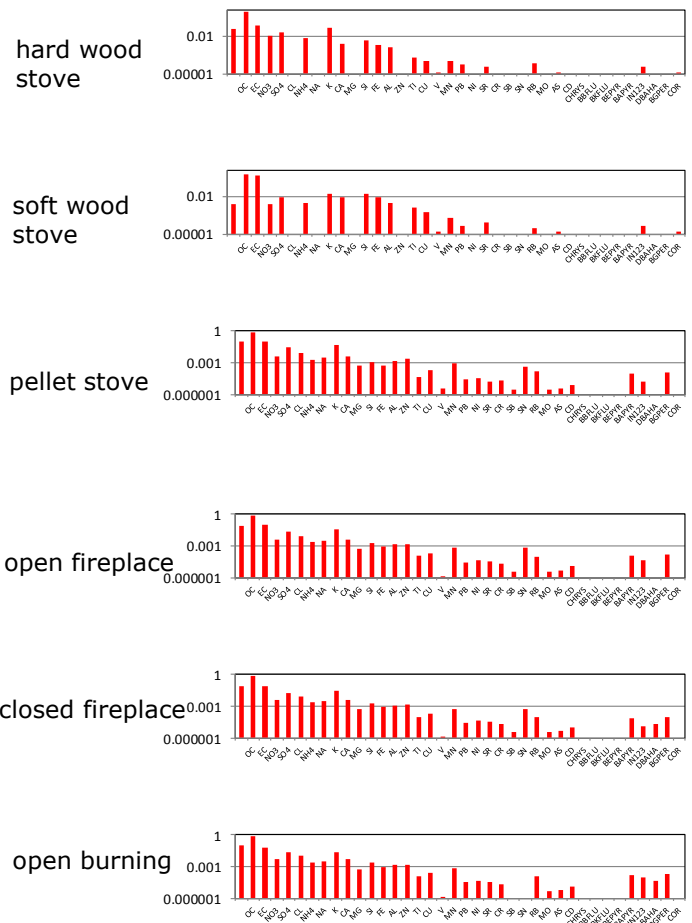 hard wood
stove
0.01
0.00001
OC EC NO3 SO4 CL NH4 NA K CA MG SI FE AL ZN TI CU V MN PB NI SR CR SB SN RB MO AS CD CHRYS BBFLU BKFLU BEPYR BAPYR IN123 DBAHA BGPER COR
soft wood
stove
0.01
0.00001
OC EC NO3 SO4 CL NH4 NA K CA MG SI FE AL ZN TI CU V MN PB NI SR CR SB SN RB MO AS CD CHRYS BBFLU BKFLU BEPYR BAPYR IN123 DBAHA BGPER COR
pellet stove
1
0.001
0.000001
OC EC NO3 SO4 CL NH4 NA K CA MG SI FE AL ZN TI CU V MN PB NI SR CR SB SN RB MO AS CD CHRYS BBFLU BKFLU BEPYR BAPYR IN123 DBAHA BGPER COR
open fireplace
1
0.001
0.000001
OC EC NO3 SO4 CL NH4 NA K CA MG SI FE AL ZN TI CU V MN PB NI SR CR SB SN RB MO AS CD CHRYS BBFLU BKFLU BEPYR BAPYR IN123 DBAHA BGPER COR
closed fireplace
1
0.001
0.000001
OC EC NO3 SO4 CL NH4 NA K CA MG SI FE AL ZN TI CU V MN PB NI SR CR SB SN RB MO AS CD CHRYS BBFLU BKFLU BEPYR BAPYR IN123 DBAHA BGPER COR
open burning
1
0.001
0.000001
OC EC NO3 SO4 CL NH4 NA K CA MG SI FE AL ZN TI CU V MN PB NI SR CR SB SN RB MO AS CD CHRYS BBFLU BKFLU BEPYR BAPYR IN123 DBAHA BGPER COR